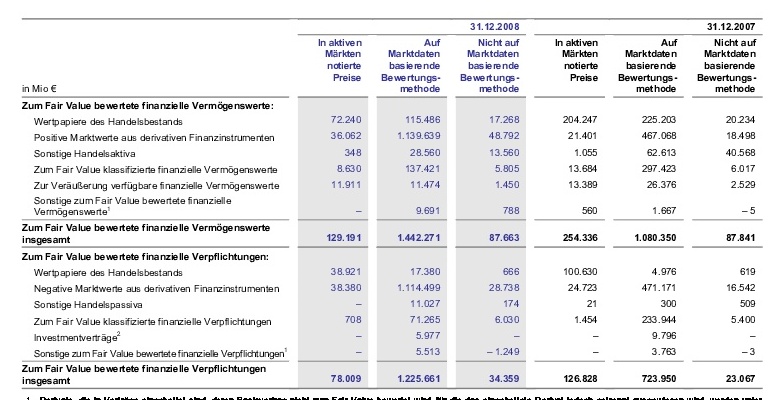 31.12.2008 31.12.2007
In aktiven Auf Nicht auf In aktiven Auf Nicht auf
Märkten Marktdaten Marktdaten Märkten Marktdaten Marktdaten
notierte basierende basierende notierte basierende basierende
Preise Bewertungs- Bewertungs- Preise Bewertungs- Bewertungs-
in Mio € methode methode methode methode
Zum Fair Value bewertete finanzielle Vermögenswerte:
Wertpapiere des Handelsbestands 72.240 115.486 17.268 204.247 225.203 20.234
Positive Marktwerte aus derivativen Finanzinstrumenten 36.062 1.139.639 48.792 21.401 467.068 18.498
Sonstige Handelsaktiva 348 28.560 13.560 1.055 62.613 40.568
Zum Fair Value klassifizierte finanzielle Vermögenswerte 8.630 137.421 5.805 13.684 297.423 6.017
Zur Veräußerung verfügbare finanzielle Vermögenswerte 11.911 11.474 1.450 13.389 26.376 2.529
Sonstige zum Fair Value bewertete finanzielle
Vermögenswerte¹ – 9.691 788 560 1.667 – 5
Zum Fair Value bewertete finanzielle Vermögenswerte
insgesamt 129.191 1.442.271 87.663 254.336 1.080.350 87.841
Zum Fair Value bewertete finanzielle Verpflichtungen:
Wertpapiere des Handelsbestands 38.921 17.380 666 100.630 4.976 619
Negative Marktwerte aus derivativen Finanzinstrumenten 38.380 1.114.499 28.738 24.723 471.171 16.542
Sonstige Handelspassiva – 11.027 174 21 300 509
Zum Fair Value klassifizierte finanzielle Verpflichtungen 708 71.265 6.030 1.454 233.944 5.400
Investmentverträge² – 5.977 – – 9.796 –
Sonstige zum Fair Value bewertete finanzielle Verpflichtungen¹ – 5.513 – 1.249 – 3.763 – 3
Zum Fair Value bewertete finanzielle Verpflichtungen
insgesamt 78.009 1.225.661 34.359 126.828 723.950 23.067